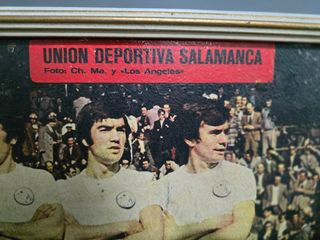 UNION DEPORTIVA SALAMANCA
Foto: Ch. Ma. y «Los Angeles»